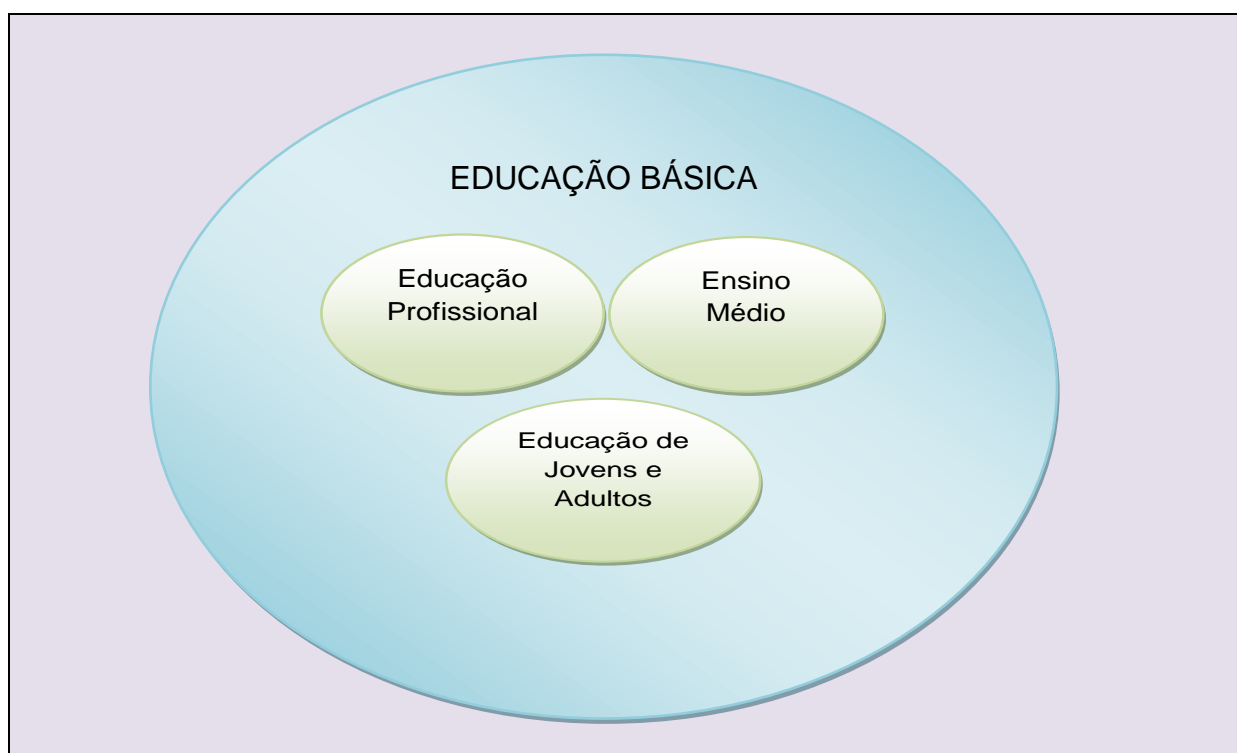 EDUCAÇÃO BÁSICA
Educação
Profissional
Ensino
Médio
Educação de
Jovens e
Adultos